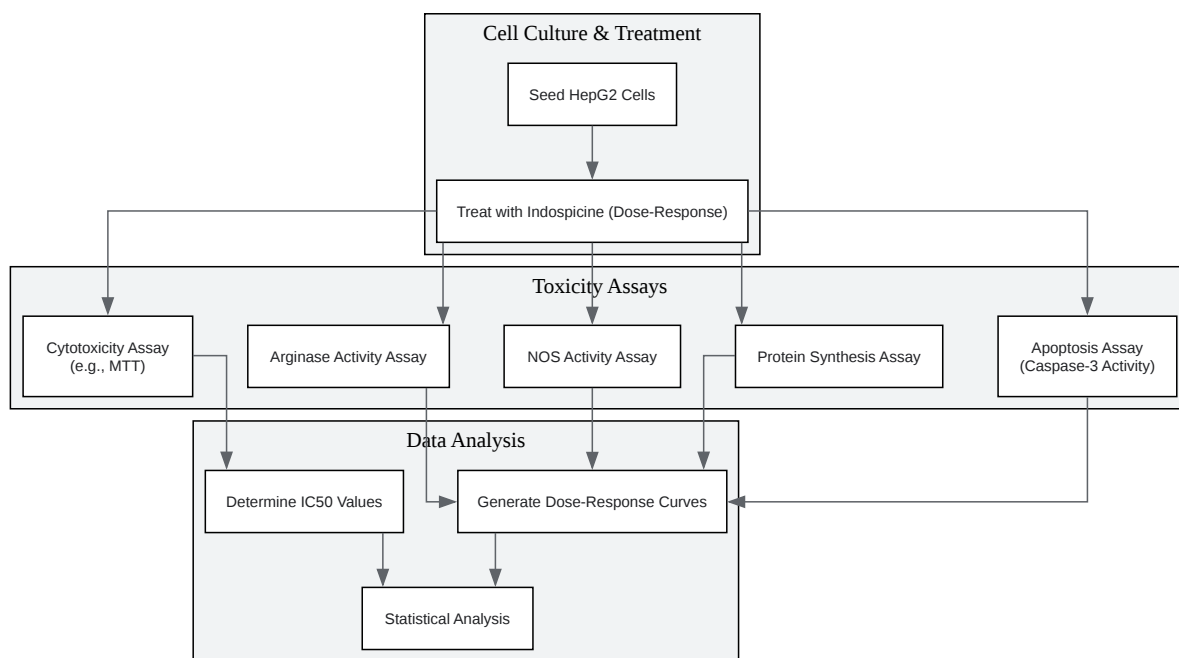 Cell Culture & Treatment
Seed HepG2 Cells
Treat with Indospicine (Dose-Response)
Toxicity Assays
Cytotoxicity Assay
(e.g., MTT)
Arginase Activity Assay
NOS Activity Assay
Protein Synthesis Assay
Apoptosis Assay
(Caspase-3 Activity)
Data Analysis
Determine IC50 Values
Generate Dose-Response Curves
Statistical Analysis